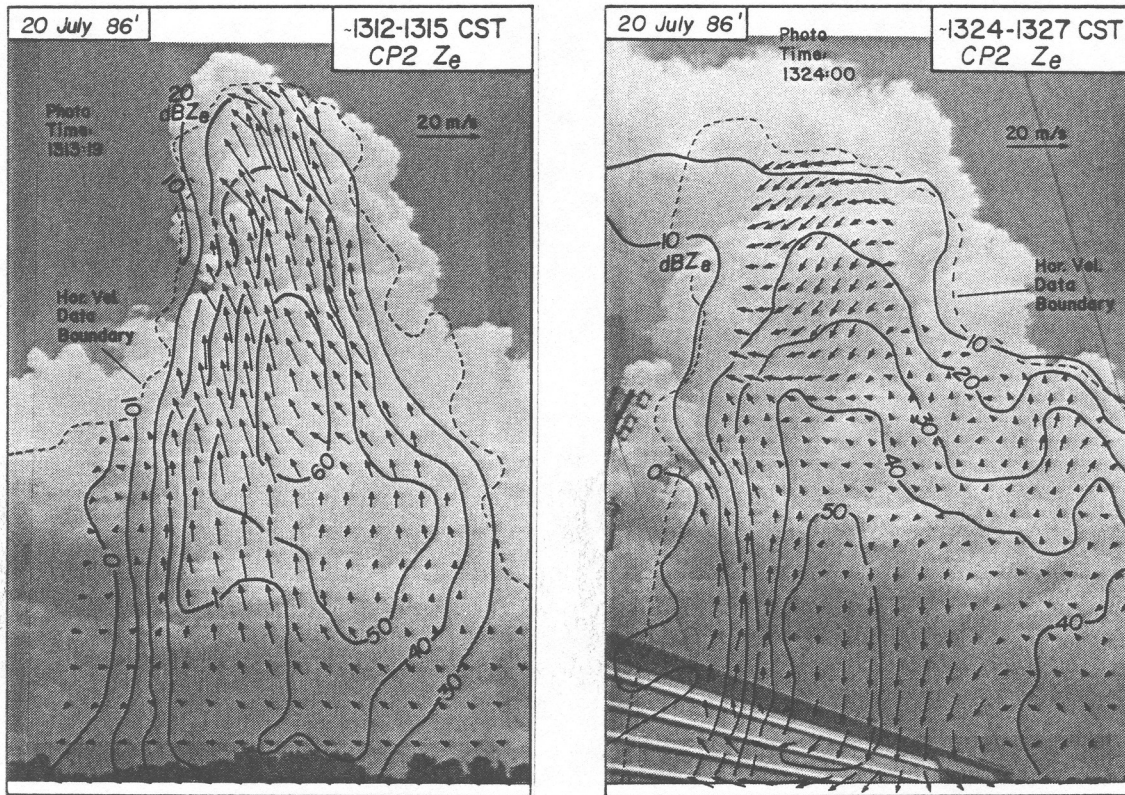 20 July 86'
~1312-1315 CST
CP2 Ze
Photo
Time:
1313:19
20
dBZe
20 m/s
10
Hor. Vel.
Data
Boundary
10
60
0
50
40
30
20 July 86'
~1324-1327 CST
CP2 Ze
Photo
Time:
1324:00
20 m/s
10
dBZe
Hor. Vel.
Data
Boundary
10
20
30
40
0
50
40